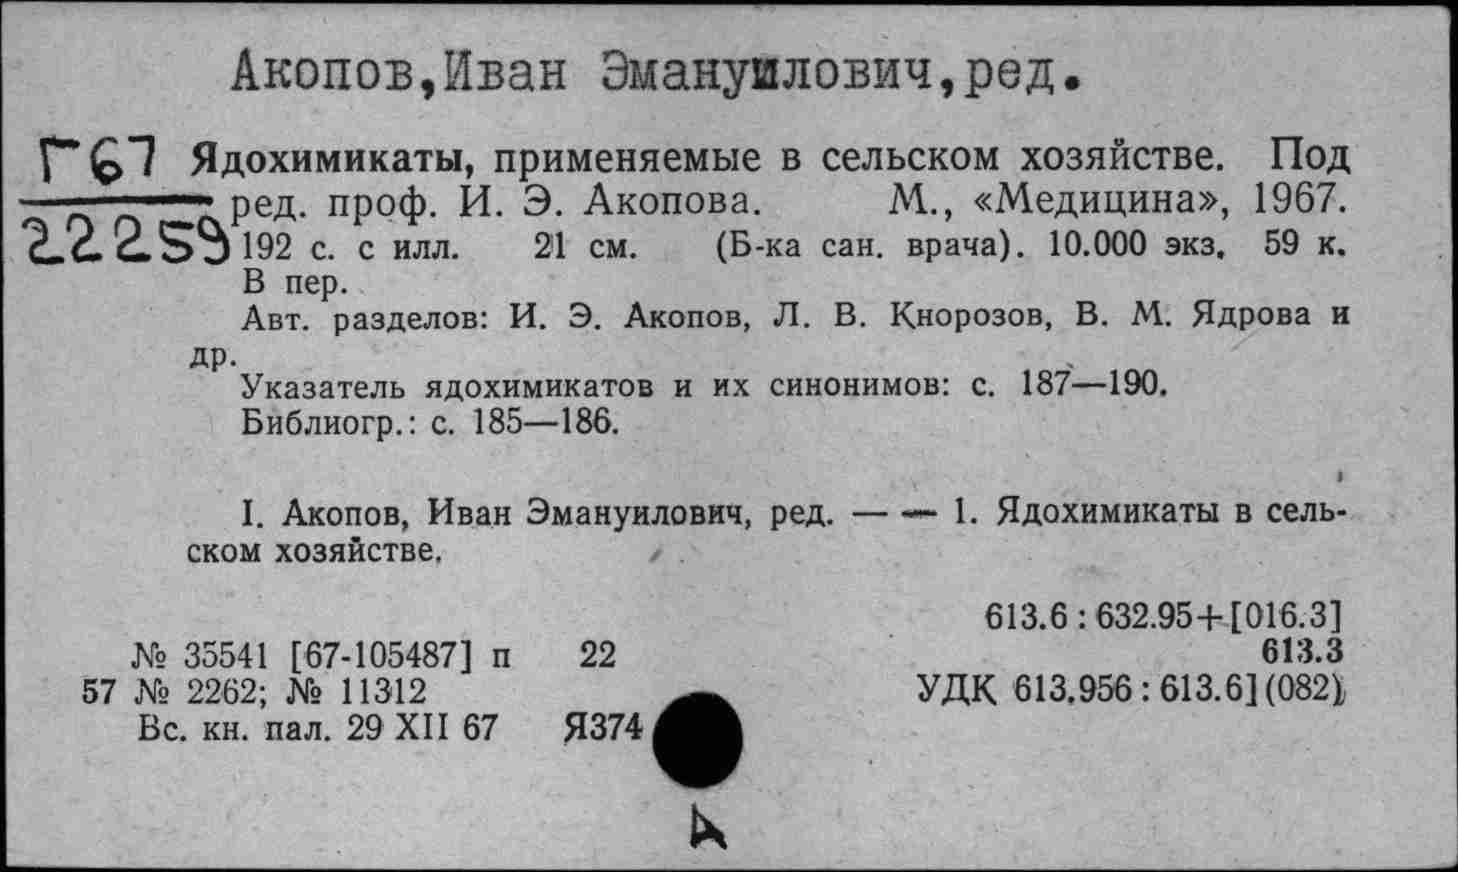 Акопов,Иван Эмануилович,ред.
Г67 Ядохимикаты, применяемые в сельском хозяйстве. Под
ред. проф. И. Э. Акопова. М., «Медицина», 1967.
22259 192 с. с илл. 21 см. (Б-ка сан. врача). 10.000 экз. 59 к.
В пер.
Авт. разделов: И. Э. Акопов, Л. В. Кнорозов, В. М. Ядрова и
др.
Указатель ядохимикатов и их синонимов: с. 187—190.
Библиогр.: с. 185—186.
I. Акопов, Иван Эмануилович, ред. — — 1. Ядохимикаты в сель-
ском хозяйстве.
613.6 : 632.95+[016.3]
№ 35541 [67-105487] п 22 613.3
57 № 2262; № 11312 УДК 613.956 : 613.6] (082)
Вс. кн. пал. 29 XII 67 Я374